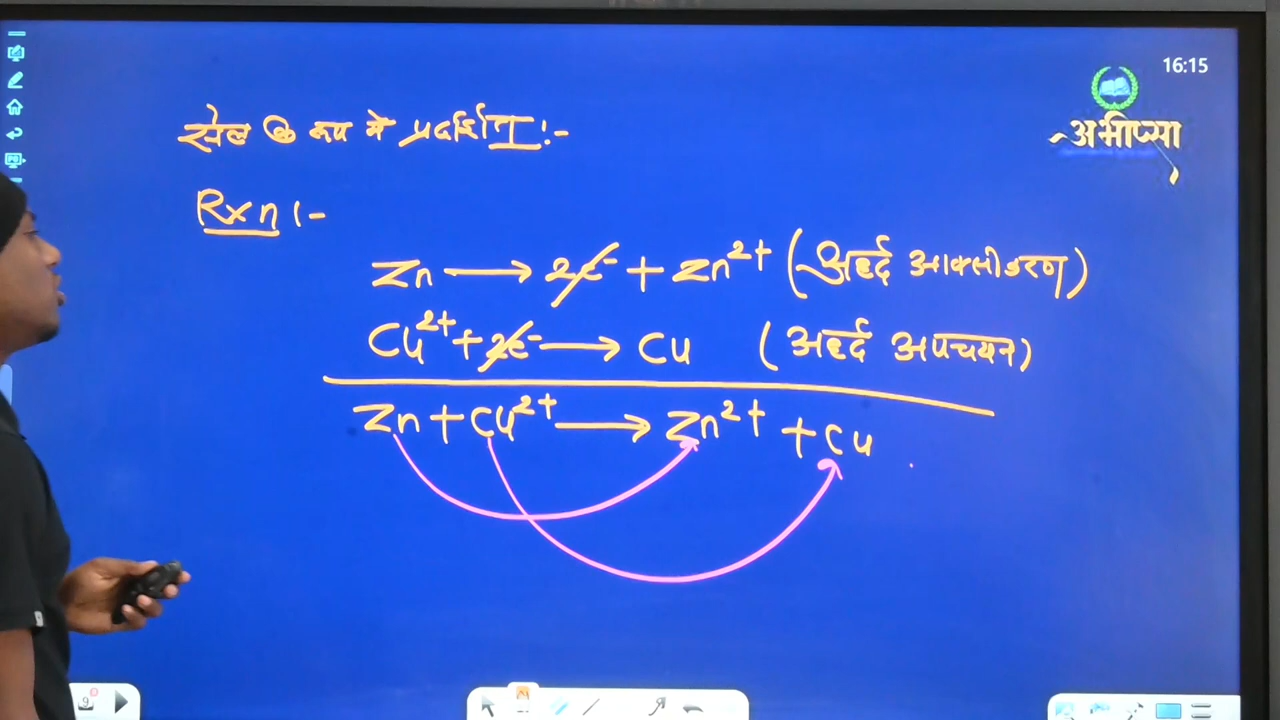 16:15
अभीप्सा
सेल के रूप में प्रदर्शित :-
Rxn :-
Zn ⟶ 2e⁻ + Zn²⁺ (अर्द्ध आक्सीकरण)
Cu²⁺ + 2e⁻ ⟶ Cu (अर्द्ध अपचयन)
Zn + Cu²⁺ ⟶ Zn²⁺ + Cu
9